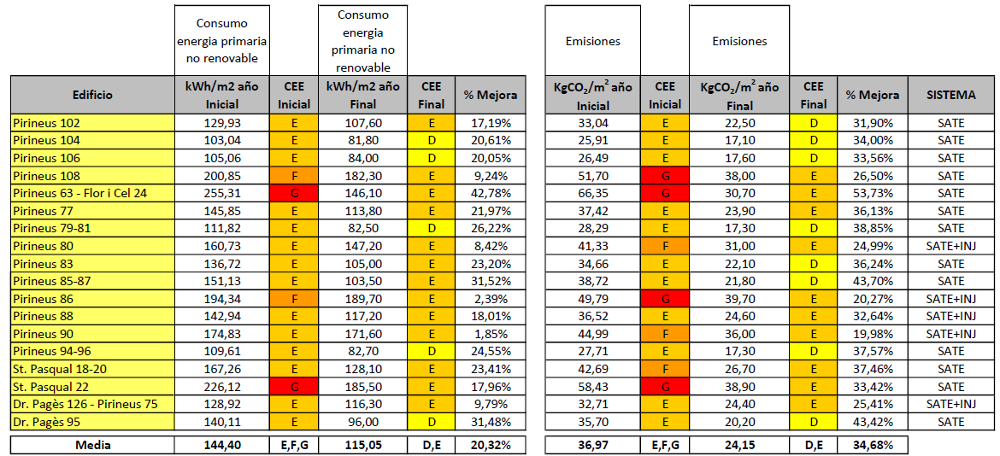 Consumo energia primaria no renovable Consumo energia primaria no renovable Emisiones Emisiones
Edificio kWh/m2 año Inicial CEE Inicial kWh/m2 año Final CEE Final % Mejora KgCO2/m2 año Inicial CEE Inicial KgCO2/m2 año Final CEE Final % Mejora SISTEMA
Pirineus 102 129,93 E 107,60 E 17,19% 33,04 E 22,50 D 31,90% SATE
Pirineus 104 103,04 E 81,80 D 20,61% 25,91 E 17,10 D 34,00% SATE
Pirineus 106 105,06 E 84,00 D 20,05% 26,49 E 17,60 D 33,56% SATE
Pirineus 108 200,85 F 182,30 E 9,24% 51,70 G 38,00 E 26,50% SATE
Pirineus 63 - Flor i Cel 24 255,31 G 146,10 E 42,78% 66,35 G 30,70 E 53,73% SATE
Pirineus 77 145,85 E 113,80 E 21,97% 37,42 E 23,90 E 36,13% SATE
Pirineus 79-81 111,82 E 82,50 D 26,22% 28,29 E 17,30 D 38,85% SATE
Pirineus 80 160,73 E 147,20 E 8,42% 41,33 F 31,00 E 24,99% SATE+INJ
Pirineus 83 136,72 E 105,00 E 23,20% 34,66 E 22,10 D 36,24% SATE
Pirineus 85-87 151,13 E 103,50 E 31,52% 38,72 E 21,80 D 43,70% SATE
Pirineus 86 194,34 F 189,70 E 2,39% 49,79 G 39,70 E 20,27% SATE+INJ
Pirineus 88 142,94 E 117,20 E 18,01% 36,52 E 24,60 E 32,64% SATE+INJ
Pirineus 90 174,83 E 171,60 E 1,85% 44,99 F 36,00 E 19,98% SATE+INJ
Pirineus 94-96 109,61 E 82,70 D 24,55% 27,71 E 17,30 D 37,57% SATE
St. Pasqual 18-20 167,26 E 128,10 E 23,41% 42,69 F 26,70 E 37,46% SATE
St. Pasqual 22 226,12 G 185,50 E 17,96% 58,43 G 38,90 E 33,42% SATE
Dr. Pagès 126 - Pirineus 75 128,92 E 116,30 E 9,79% 32,71 E 24,40 E 25,41% SATE+INJ
Dr. Pagès 95 140,11 E 96,00 D 31,48% 35,70 E 20,20 D 43,42% SATE
Media 144,40 E,F,G 115,05 D,E 20,32% 36,97 E,F,G 24,15 D,E 34,68%